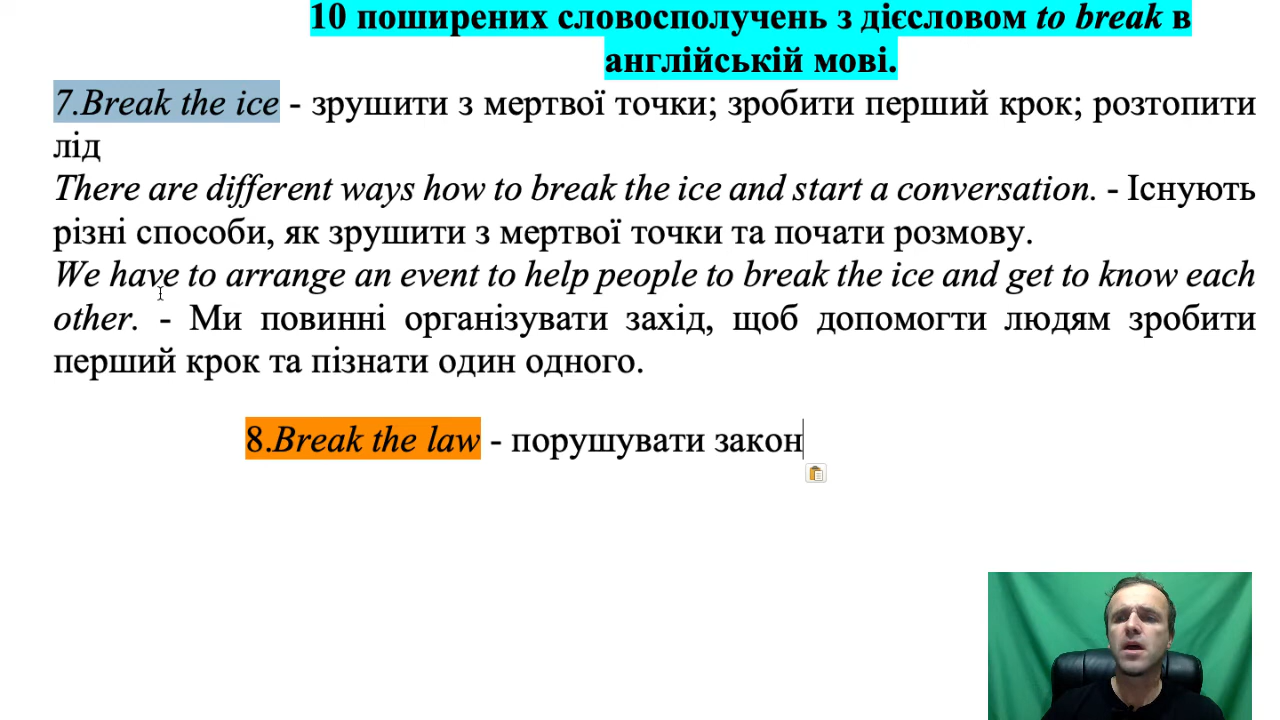 10 поширених словосполучень з дієсловом to break в
англійській мові.
7.Break the ice - зрушити з мертвої точки; зробити перший крок; розтопити
лід
There are different ways how to break the ice and start a conversation. - Існують
різні способи, як зрушити з мертвої точки та почати розмову.
We have to arrange an event to help people to break the ice and get to know each
other. - Ми повинні організувати захід, щоб допомогти людям зробити
перший крок та пізнати один одного.
8.Break the law - порушувати закон